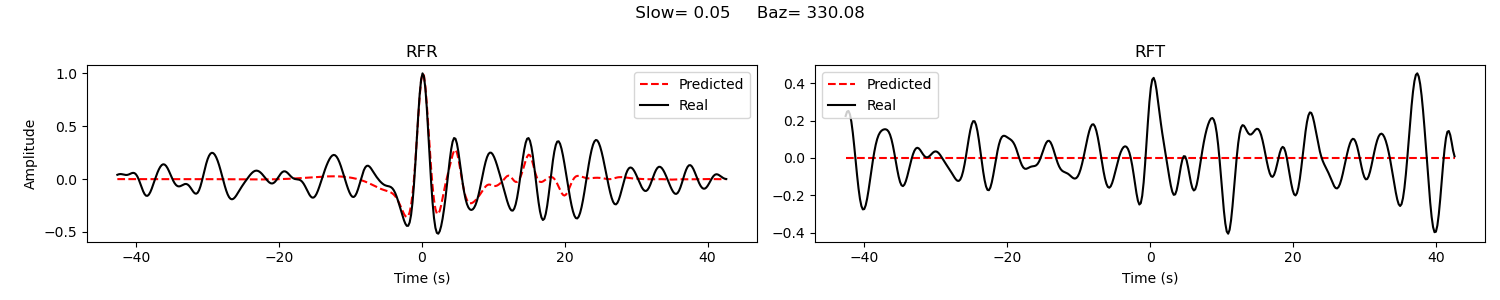 Slow= 0.05 Baz= 330.08
RFR
RFT
Amplitude
1.0
0.5
0.0
−0.5
−40
−20
0
20
40
Time (s)
Predicted
Real
0.4
0.2
0.0
−0.2
−0.4
−40
−20
0
20
40
Time (s)
Predicted
Real